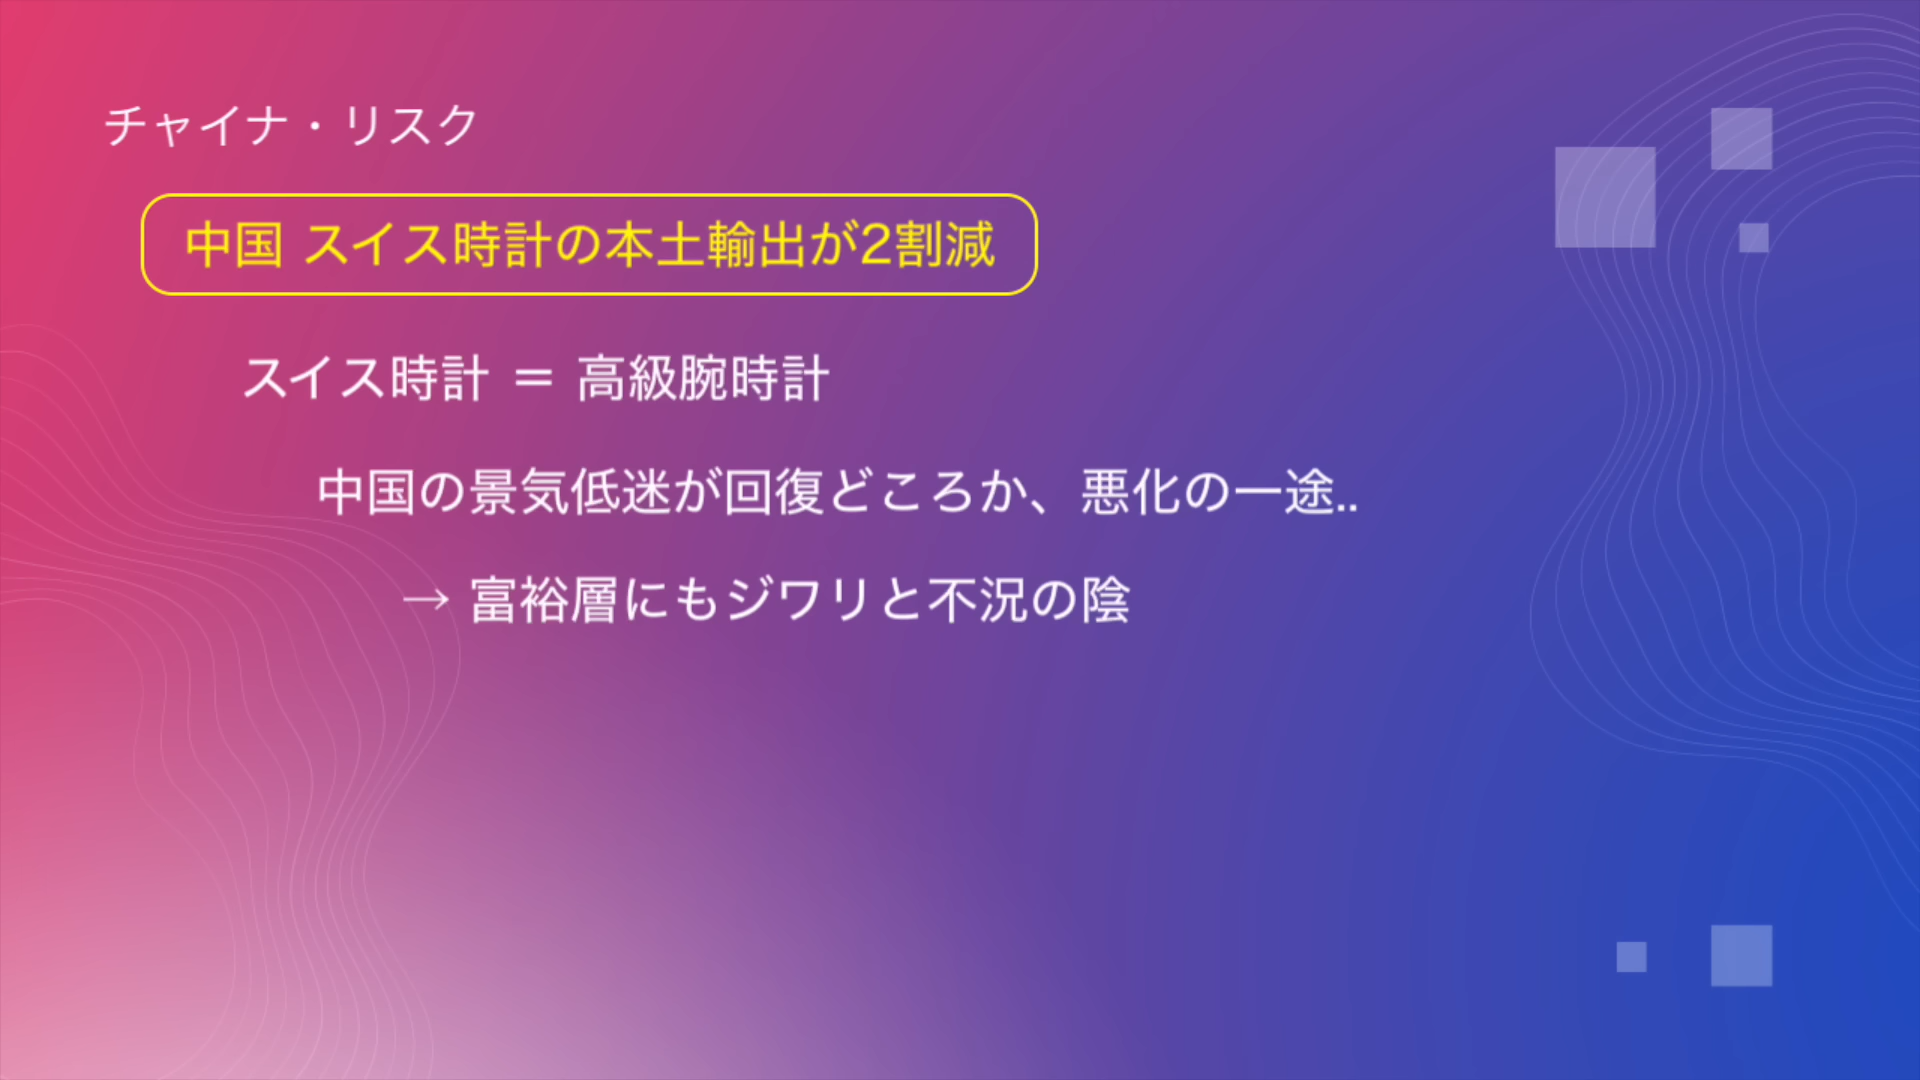 チャイナ・リスク
中国 スイス時計の本土輸出が2割減
スイス時計 ＝ 高級腕時計
中国の景気低迷が回復どころか、悪化の一途..
→ 富裕層にもジワリと不況の陰